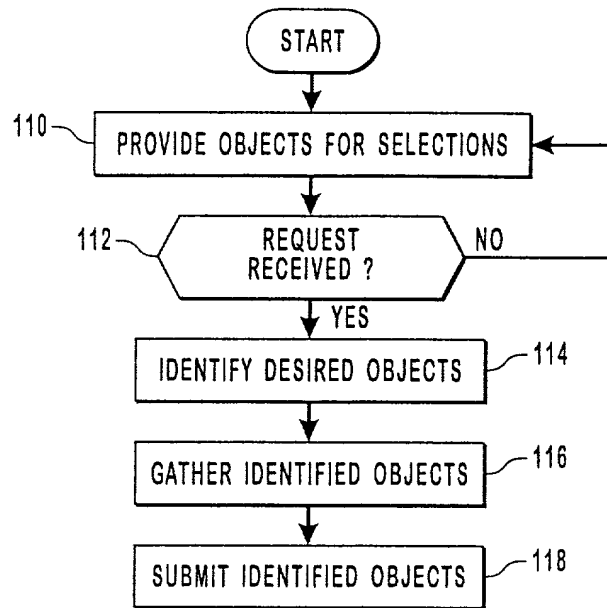 START
110
PROVIDE OBJECTS FOR SELECTIONS
112
REQUEST
RECEIVED ?
NO
YES
IDENTIFY DESIRED OBJECTS
114
GATHER IDENTIFIED OBJECTS
116
SUBMIT IDENTIFIED OBJECTS
118